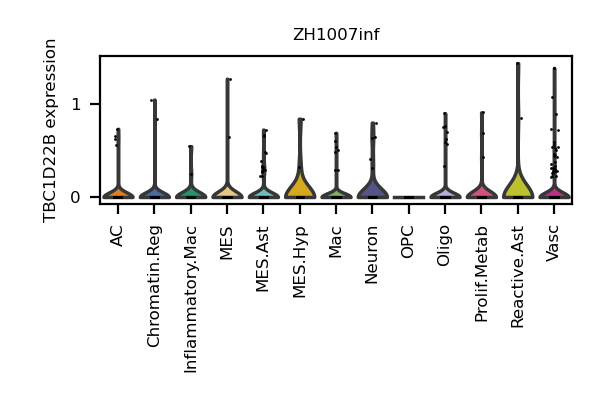 ZH1007inf
TBC1D22B expression
1
0
AC
Chromatin.Reg
Inflammatory.Mac
MES
MES.Ast
MES.Hyp
Mac
Neuron
OPC
Oligo
Prolif.Metab
Reactive.Ast
Vasc